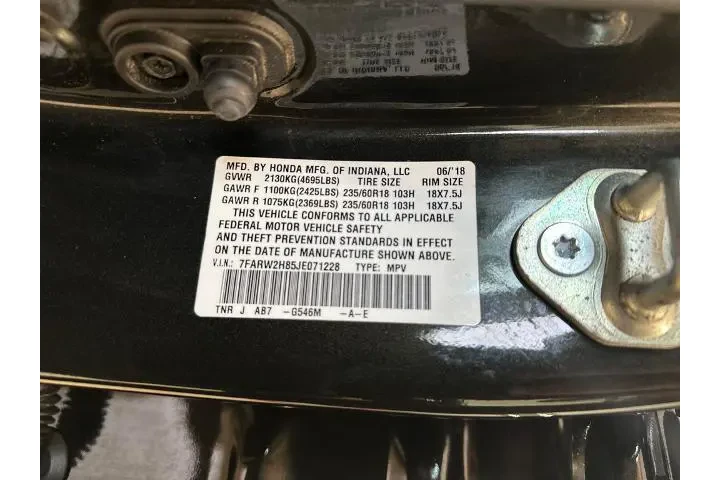 MFD. BY HONDA MFG. OF INDIANA, LLC 06/'18
GVWR 2130KG(4695LBS) TIRE SIZE RIM SIZE
GAWR F 1100KG(2425LBS) 235/60R18 103H 18X7.5J
GAWR R 1075KG(2369LBS) 235/60R18 103H 18X7.5J
THIS VEHICLE CONFORMS TO ALL APPLICABLE
FEDERAL MOTOR VEHICLE SAFETY
AND THEFT PREVENTION STANDARDS IN EFFECT
ON THE DATE OF MANUFACTURE SHOWN ABOVE.
V.I.N.: 7FARW2H85JE071228 TYPE: MPV
TNR J AB7 -G546M -A-E